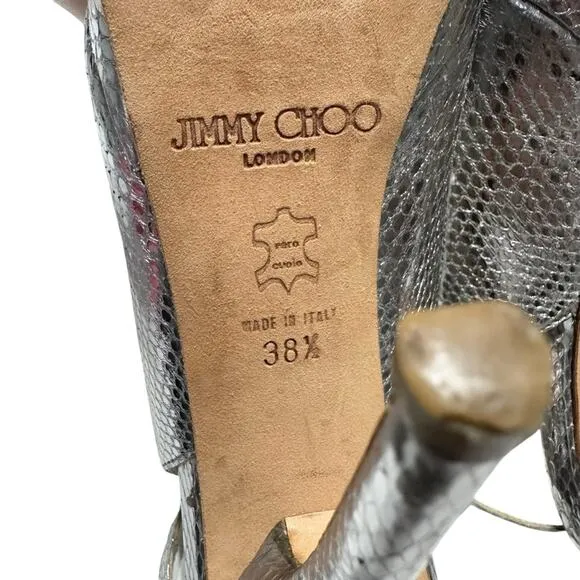 JIMMY CHOO
LONDON
vero
cuoio
MADE IN ITALY
38½